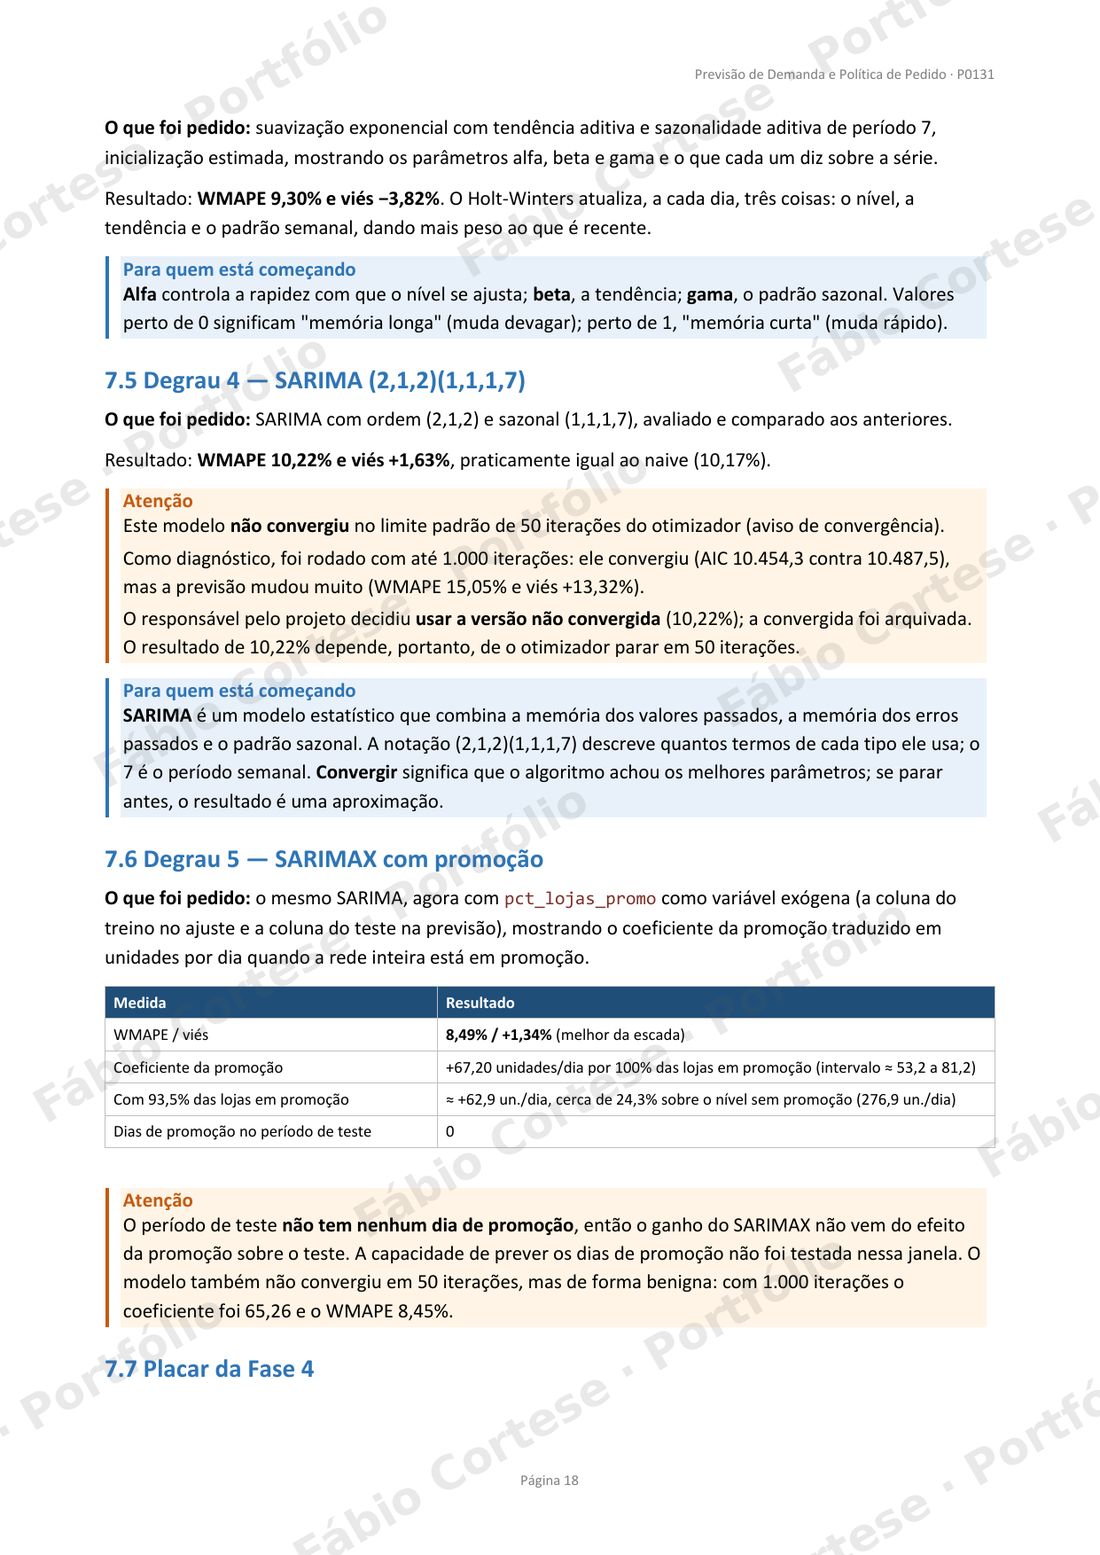 Previsão de Demanda e Política de Pedido · P0131
O que foi pedido: suavização exponencial com tendência aditiva e sazonalidade aditiva de período 7,
inicialização estimada, mostrando os parâmetros alfa, beta e gama e o que cada um diz sobre a série.
Resultado: WMAPE 9,30% e viés −3,82%. O Holt-Winters atualiza, a cada dia, três coisas: o nível, a
tendência e o padrão semanal, dando mais peso ao que é recente.
Para quem está começando
Alfa controla a rapidez com que o nível se ajusta; beta, a tendência; gama, o padrão sazonal. Valores
perto de 0 significam "memória longa" (muda devagar); perto de 1, "memória curta" (muda rápido).
7.5 Degrau 4 — SARIMA (2,1,2)(1,1,1,7)
O que foi pedido: SARIMA com ordem (2,1,2) e sazonal (1,1,1,7), avaliado e comparado aos anteriores.
Resultado: WMAPE 10,22% e viés +1,63%, praticamente igual ao naive (10,17%).
Atenção
Este modelo não convergiu no limite padrão de 50 iterações do otimizador (aviso de convergência).
Como diagnóstico, foi rodado com até 1.000 iterações: ele convergiu (AIC 10.454,3 contra 10.487,5),
mas a previsão mudou muito (WMAPE 15,05% e viés +13,32%).
O responsável pelo projeto decidiu usar a versão não convergida (10,22%); a convergida foi arquivada.
O resultado de 10,22% depende, portanto, de o otimizador parar em 50 iterações.
Para quem está começando
SARIMA é um modelo estatístico que combina a memória dos valores passados, a memória dos erros
passados e o padrão sazonal. A notação (2,1,2)(1,1,1,7) descreve quantos termos de cada tipo ele usa; o
7 é o período semanal. Convergir significa que o algoritmo achou os melhores parâmetros; se parar
antes, o resultado é uma aproximação.
7.6 Degrau 5 — SARIMAX com promoção
O que foi pedido: o mesmo SARIMA, agora com pct_lojas_promo como variável exógena (a coluna do
treino no ajuste e a coluna do teste na previsão), mostrando o coeficiente da promoção traduzido em
unidades por dia quando a rede inteira está em promoção.
Medida Resultado
WMAPE / viés 8,49% / +1,34% (melhor da escada)
Coeficiente da promoção +67,20 unidades/dia por 100% das lojas em promoção (intervalo ≈ 53,2 a 81,2)
Com 93,5% das lojas em promoção ≈ +62,9 un./dia, cerca de 24,3% sobre o nível sem promoção (276,9 un./dia)
Dias de promoção no período de teste 0
Atenção
O período de teste não tem nenhum dia de promoção, então o ganho do SARIMAX não vem do efeito
da promoção sobre o teste. A capacidade de prever os dias de promoção não foi testada nessa janela. O
modelo também não convergiu em 50 iterações, mas de forma benigna: com 1.000 iterações o
coeficiente foi 65,26 e o WMAPE 8,45%.
7.7 Placar da Fase 4
Página 18
Fábio Cortese · Portfólio